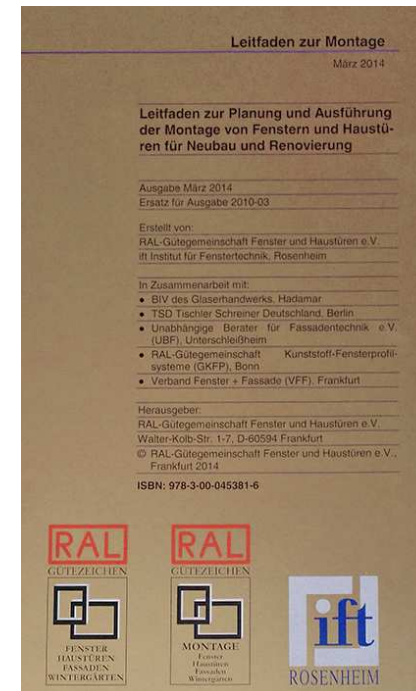 Leitfaden zur Montage
März 2014
Leitfaden zur Planung und Ausführung
der Montage von Fenstern und Haustü-
ren für Neubau und Renovierung
Ausgabe März 2014
Ersatz für Ausgabe 2010-03
Erstellt von:
RAL-Gütegemeinschaft Fenster und Haustüren e.V.
ift Institut für Fenstertechnik, Rosenheim
In Zusammenarbeit mit:
• BIV des Glaserhandwerks, Hadamar
• TSD Tischler Schreiner Deutschland, Berlin
• Unabhängige Berater für Fassadentechnik e.V.
(UBF), Unterschleißheim
• RAL-Gütegemeinschaft Kunststoff-Fensterprofil-
systeme (GKFP), Bonn
• Verband Fenster + Fassade (VFF), Frankfurt
Herausgeber:
RAL-Gütegemeinschaft Fenster und Haustüren e.V.
Walter-Kolb-Str. 1-7, D-60594 Frankfurt
© RAL-Gütegemeinschaft Fenster und Haustüren e.V.,
Frankfurt 2014
ISBN: 978-3-00-045381-6
RAL
GÜTEZEICHEN
FENSTER
HAUSTÜREN
FASSADEN
WINTERGÄRTEN
RAL
GÜTEZEICHEN
MONTAGE
Fenster
Haustüren
Fassaden
Wintergärten
ift
ROSENHEIM